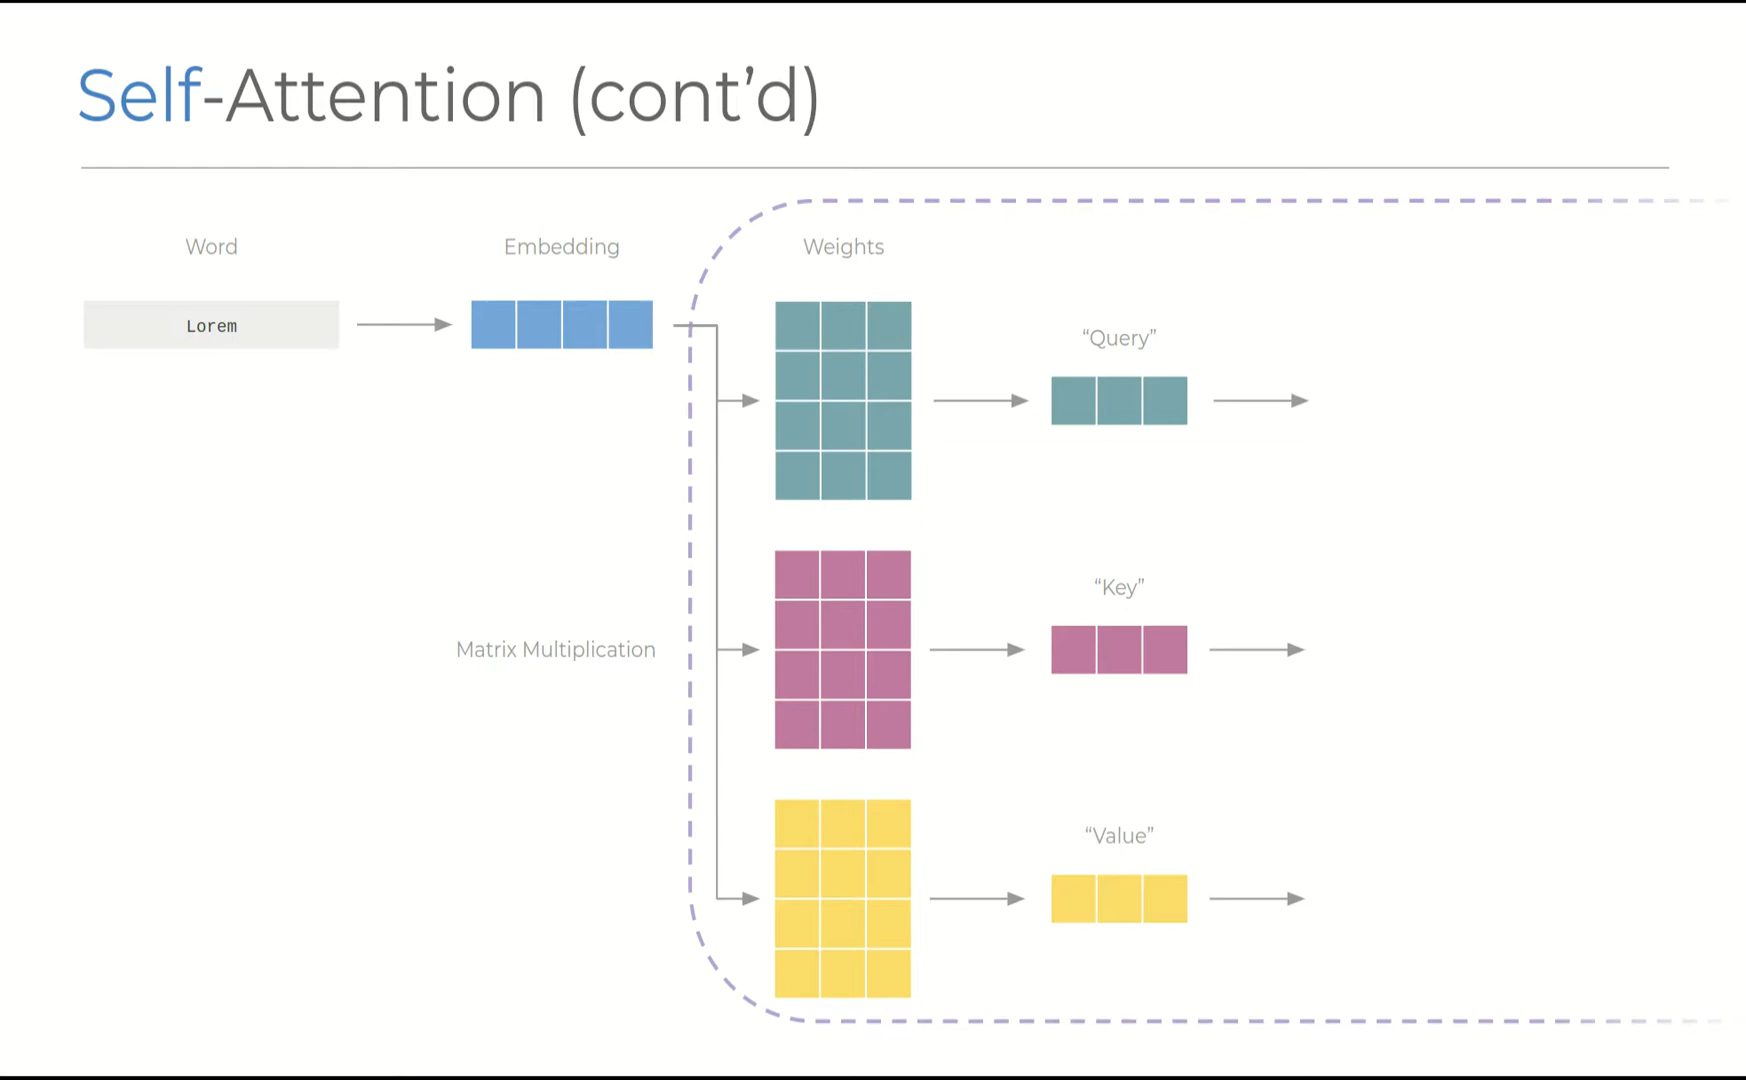 Self-Attention (cont’d)
Word
Embedding
Weights
Lorem
“Query”
“Key”
Matrix Multiplication
“Value”